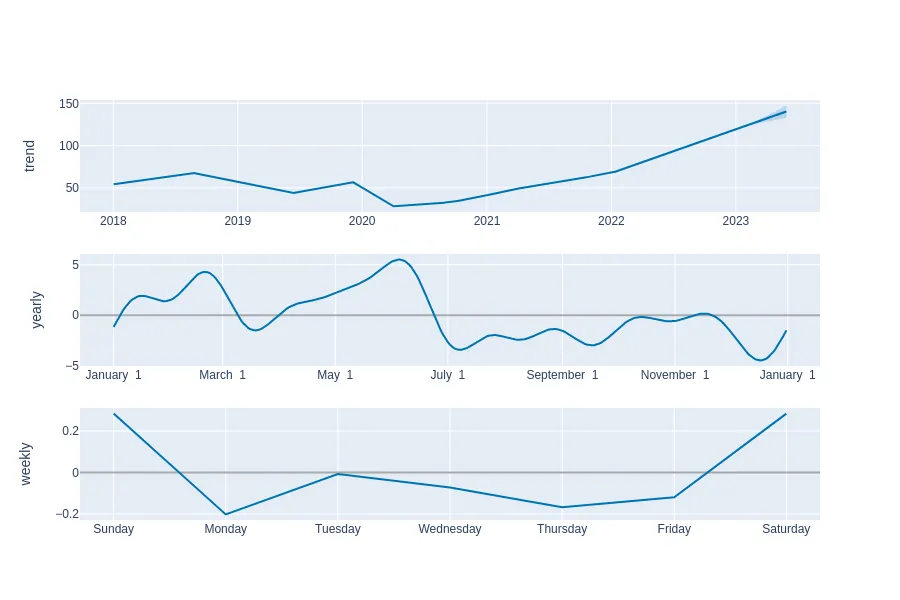 trend
150
100
50
2018 2019 2020 2021 2022 2023
yearly
5
0
−5
January 1 March 1 May 1 July 1 September 1 November 1 January 1
weekly
0.2
0
−0.2
Sunday Monday Tuesday Wednesday Thursday Friday Saturday